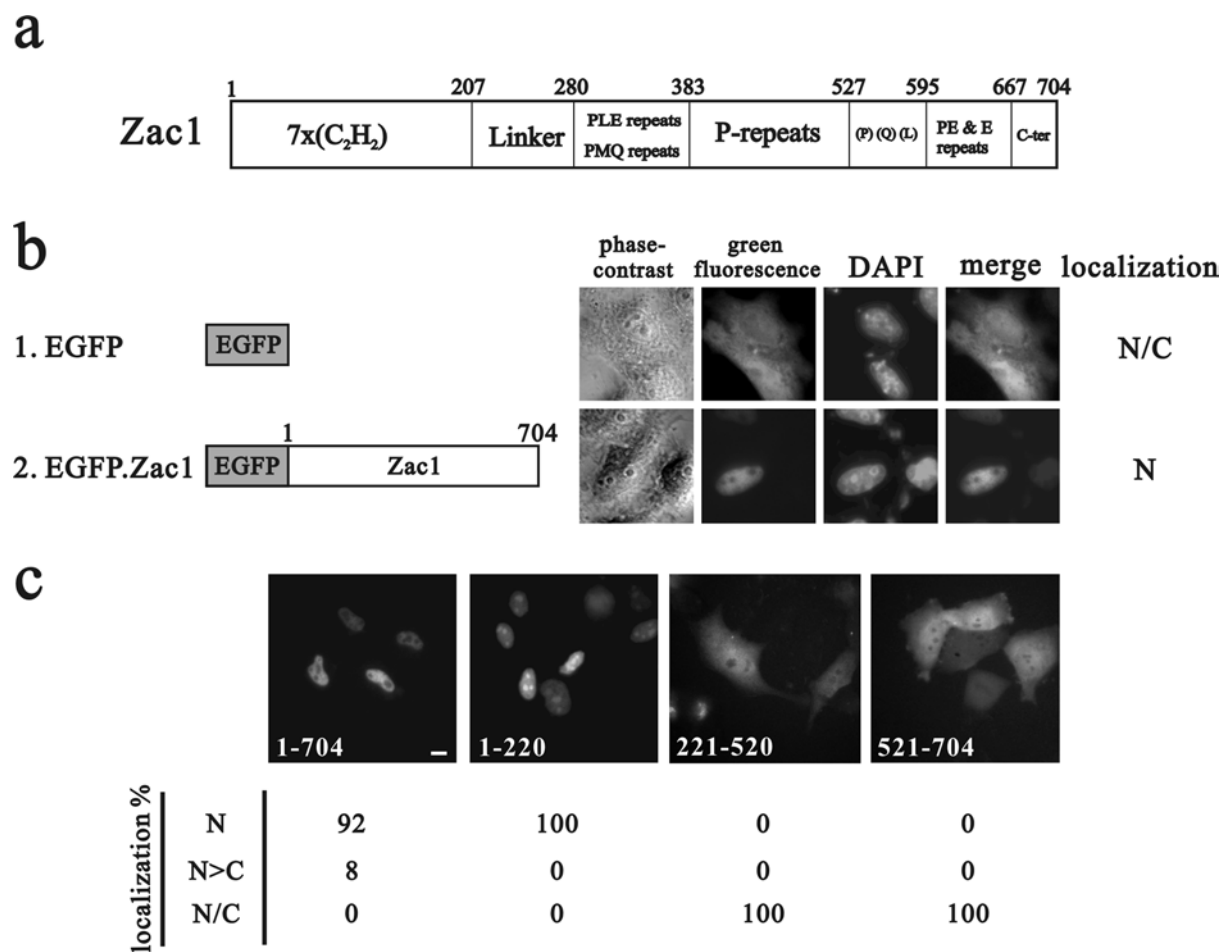 a
1 207 280 383 527 595 667 704
Zac1 7x(C₂H₂) Linker PLE repeats PMQ repeats P-repeats (P) (Q) (L) PE & E repeats C-ter
b
phase-contrast green fluorescence DAPI merge localization
1. EGFP EGFP N/C
1 704
2. EGFP.Zac1 EGFP Zac1 N
c
1-704 1-220 221-520 521-704
localization %
N 92 100 0 0
N>C 8 0 0 0
N/C 0 0 100 100